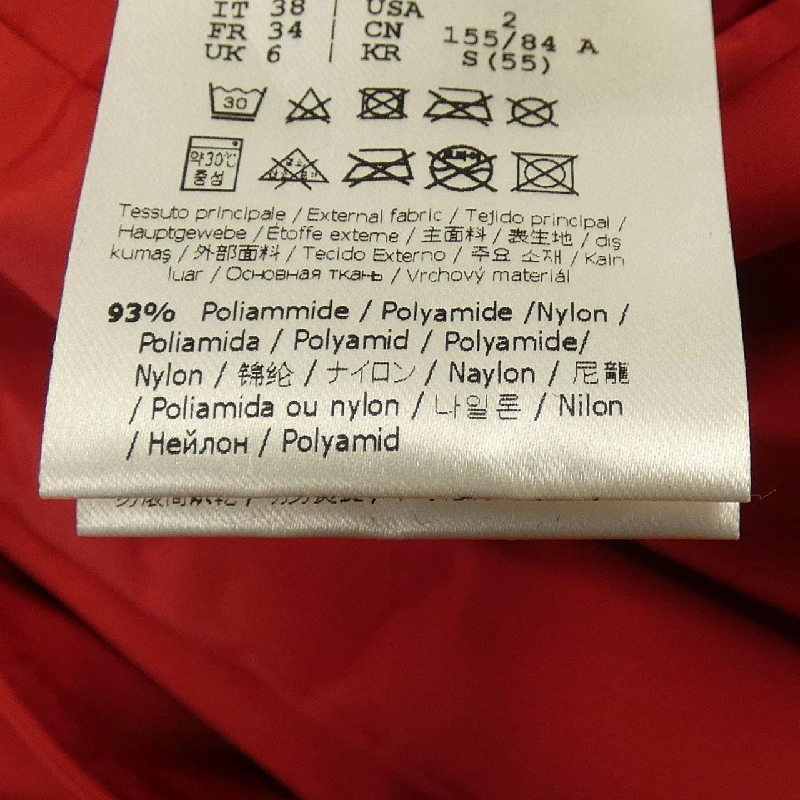 IT 38 | USA 2
FR 34 | CN 155/84 A
UK 6 | KR S(55)
30
약30℃
중성
Tessuto principale / External fabric / Tejido principal /
Hauptgewebe / Étoffe externe / 主面料 / 表生地 / dış
kumaş / 外部面料 / Tecido Externo / 주요 소재 / Kain
luar / Основная ткань / Vrchový materiál
93% Poliammide / Polyamide /Nylon /
Poliamida / Polyamid / Polyamide/
Nylon / 锦纶 / ナイロン / Naylon / 尼龍
/ Poliamida ou nylon / 나일론 / Nilon
/ Нейлон / Polyamid